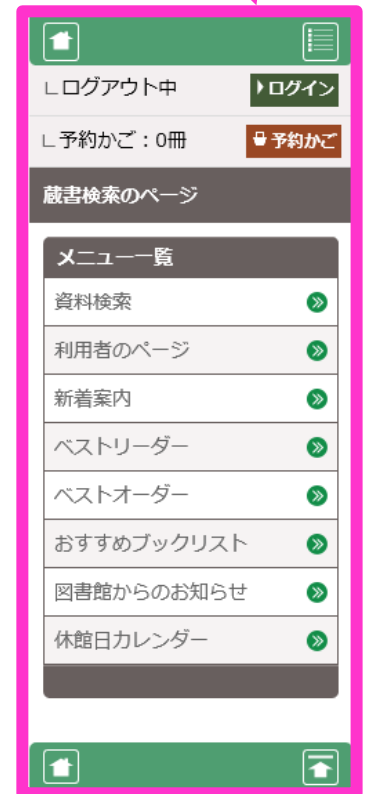 ∟ログアウト中
ログイン
∟予約かご：0冊
予約かご
蔵書検索のページ
メニュー一覧
資料検索
利用者のページ
新着案内
ベストリーダー
ベストオーダー
おすすめブックリスト
図書館からのお知らせ
休館日カレンダー